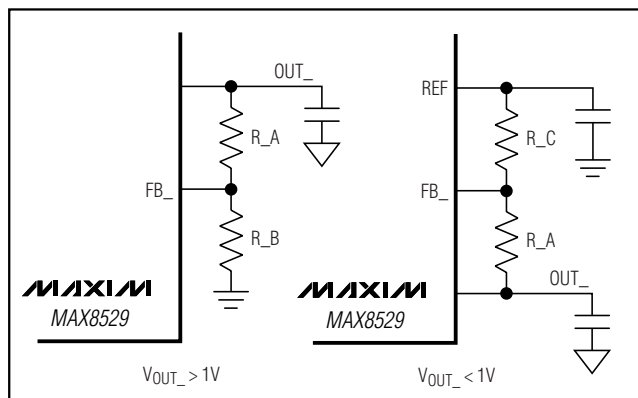 OUT_
R_A
FB_
R_B
MAXIM
MAX8529
V_OUT_ > 1V
REF
R_C
FB_
R_A
OUT_
MAXIM
MAX8529
V_OUT_ < 1V